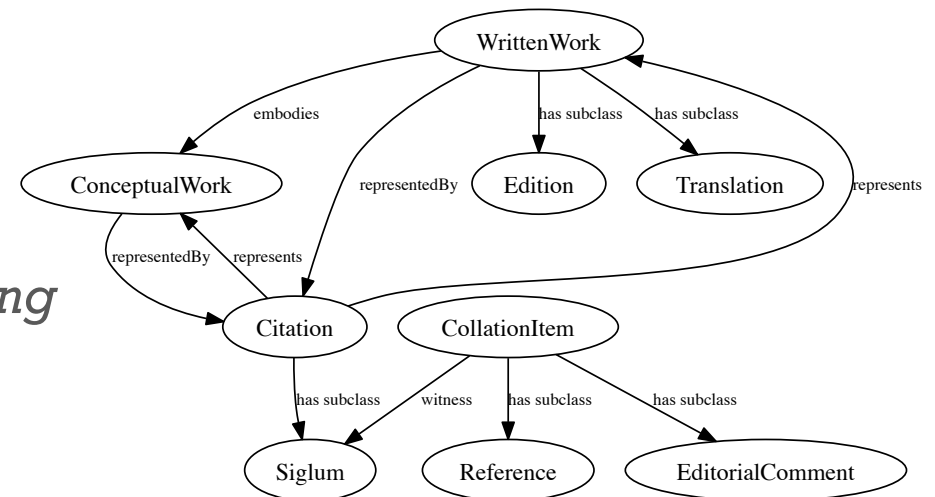 WrittenWork
embodies
has subclass
has subclass
ConceptualWork
representedBy
Edition
Translation
represents
representedBy
represents
ng
Citation
CollationItem
has subclass
witness
has subclass
has subclass
Siglum
Reference
EditorialComment